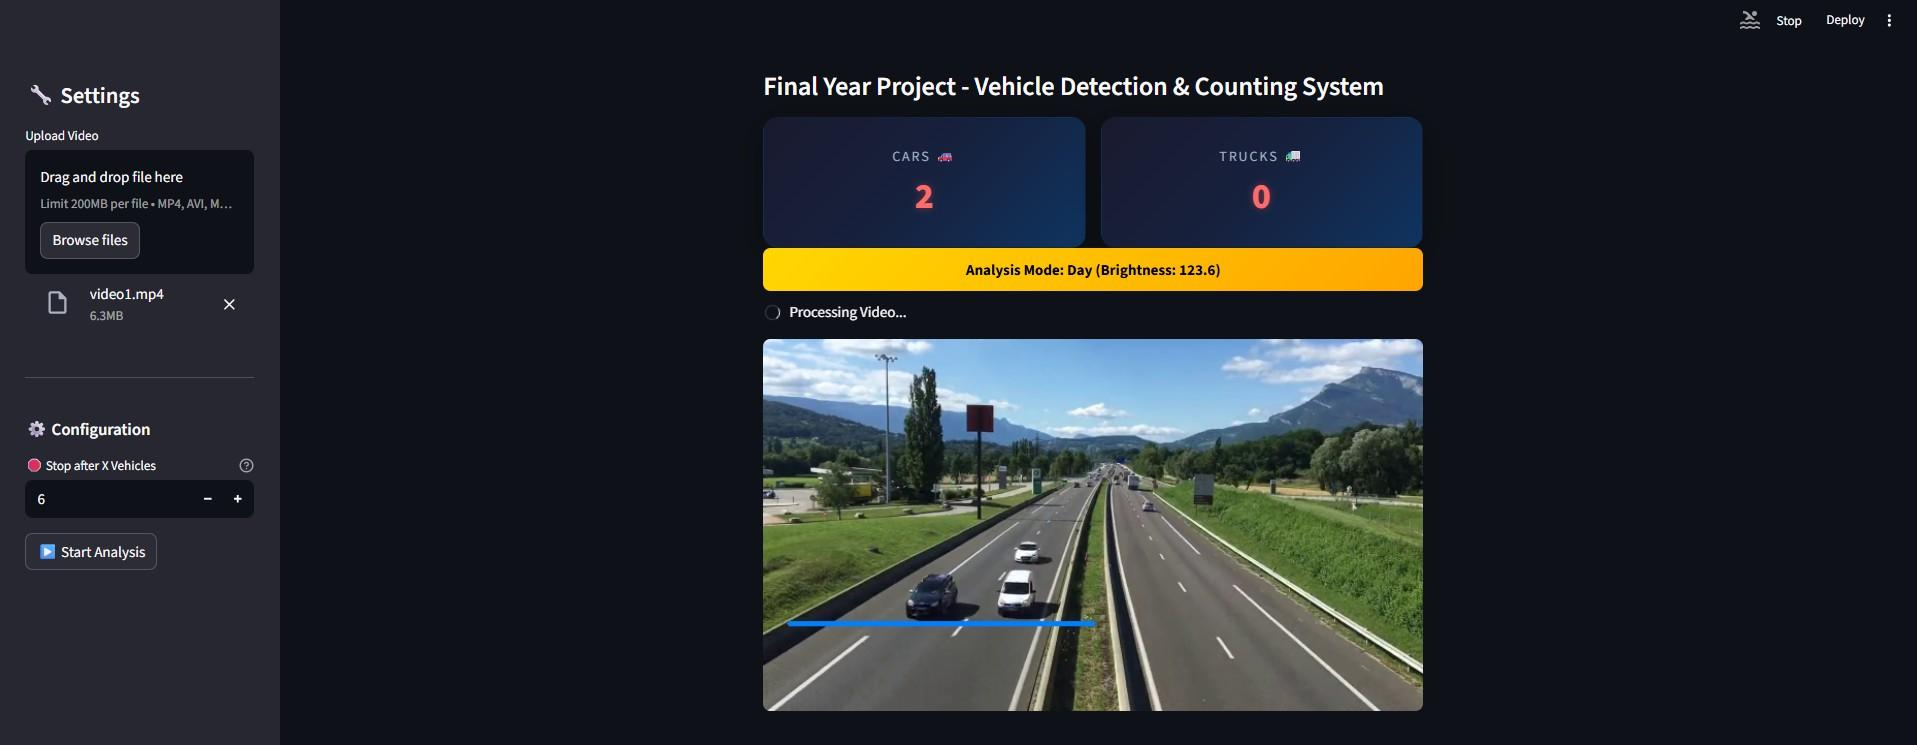 Stop
Deploy
Settings
Upload Video
Drag and drop file here
Limit 200MB per file • MP4, AVI, M...
Browse files
video1.mp4
6.3MB
Configuration
Stop after X Vehicles
6
Start Analysis
Final Year Project - Vehicle Detection & Counting System
CARS
2
TRUCKS
0
Analysis Mode: Day (Brightness: 123.6)
Processing Video...